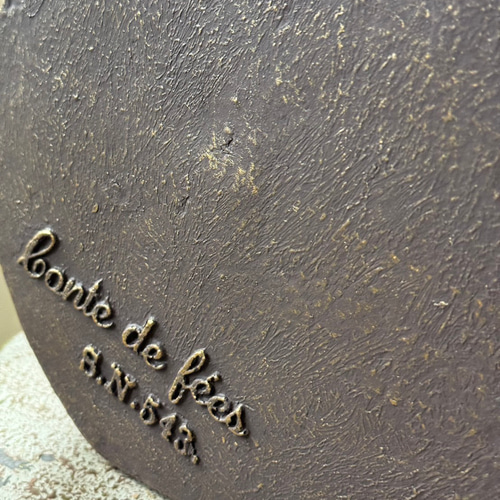 Conte de fées.
A.N.543.